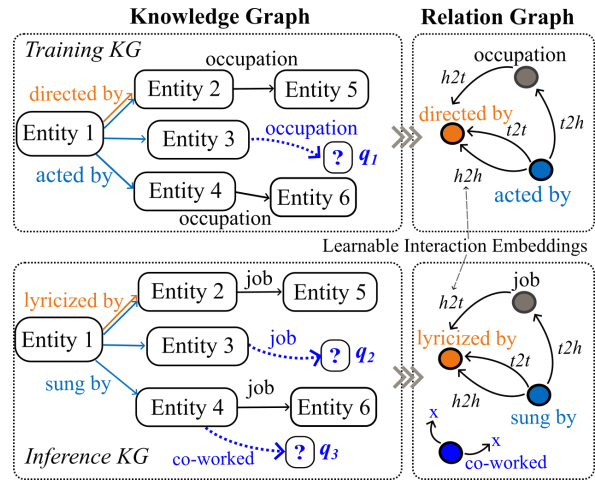 Knowledge Graph
Relation Graph
Training KG
occupation
directed by
Entity 2
Entity 5
Entity 1
Entity 3
occupation
? q1
acted by
Entity 4
Entity 6
occupation
occupation
h2t
directed by
t2t
t2h
h2h
acted by
Learnable Interaction Embeddings
lyricized by
job
Entity 2
Entity 5
Entity 1
Entity 3
job
? q2
sung by
job
Entity 4
Entity 6
? q3
co-worked
Inference KG
job
h2t
lyricized by
t2t
t2h
h2h
sung by
x
x
co-worked